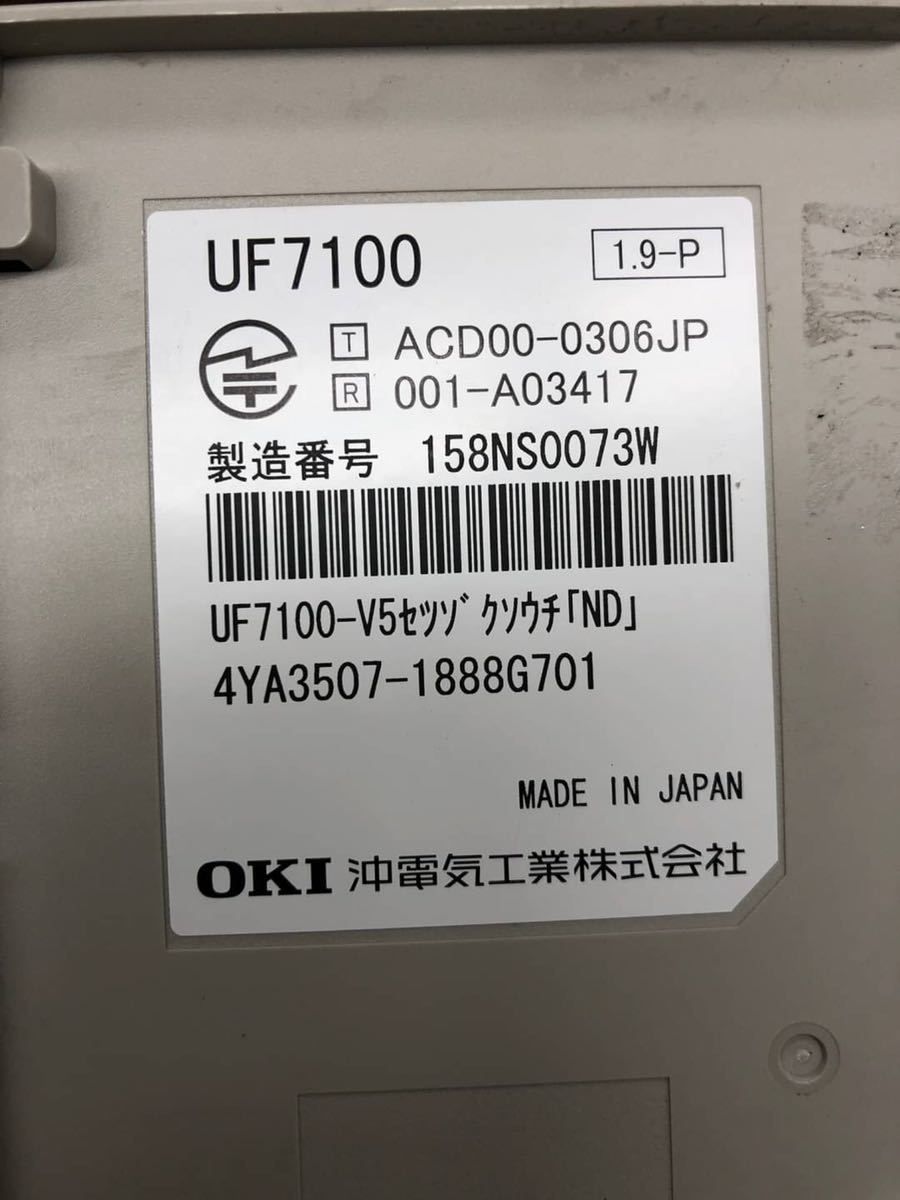 UF7100
1.9-P
T ACD00-0306JP
R 001-A03417
製造番号 158NS0073W
UF7100-V5ｾﾂｿﾞｸｿｳﾁ｢ND｣
4YA3507-1888G701
MADE IN JAPAN
OKI 沖電気工業株式会社